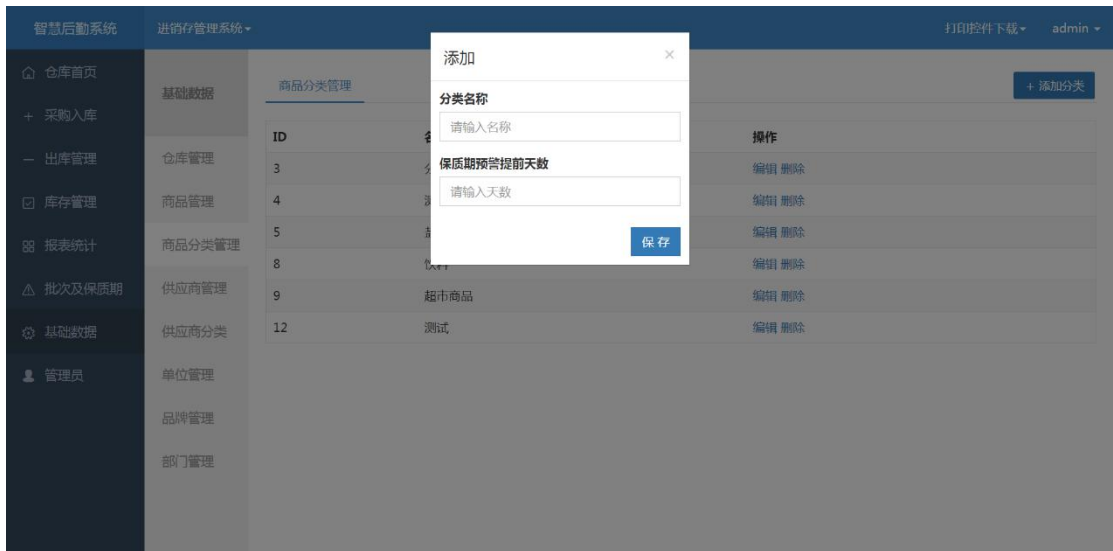 智慧后勤系统 进销存管理系统 打印控件下载 admin
仓库首页
采购入库
出库管理
库存管理
报表统计
批次及保质期
基础数据
管理员
基础数据
仓库管理
商品管理
商品分类管理
供应商管理
供应商分类
单位管理
品牌管理
部门管理
商品分类管理 + 添加分类
ID 操作
3 编辑 删除
4 编辑 删除
5 编辑 删除
8 饮料 编辑 删除
9 超市商品 编辑 删除
12 测试 编辑 删除
添加 ×
分类名称
请输入名称
保质期预警提前天数
请输入天数
保存